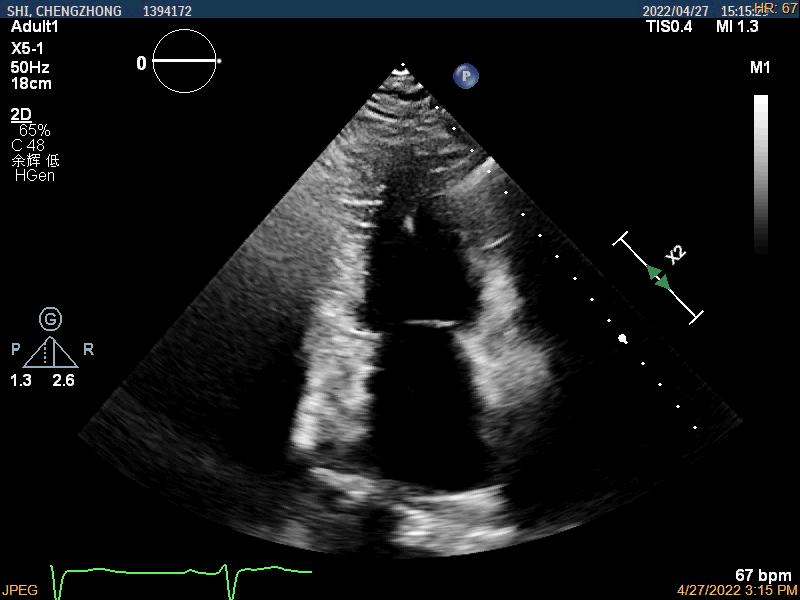 SHI, CHENGZHONG 1394172 2022/04/27 15:15:2 HR: 67
Adult1 TIS0.4 MI 1.3
X5-1
50Hz
18cm
M1
0
P
2D
65%
C 48
余辉 低
HGen
X2
G
P R
1.3 2.6
67 bpm
JPEG 4/27/2022 3:15 PM